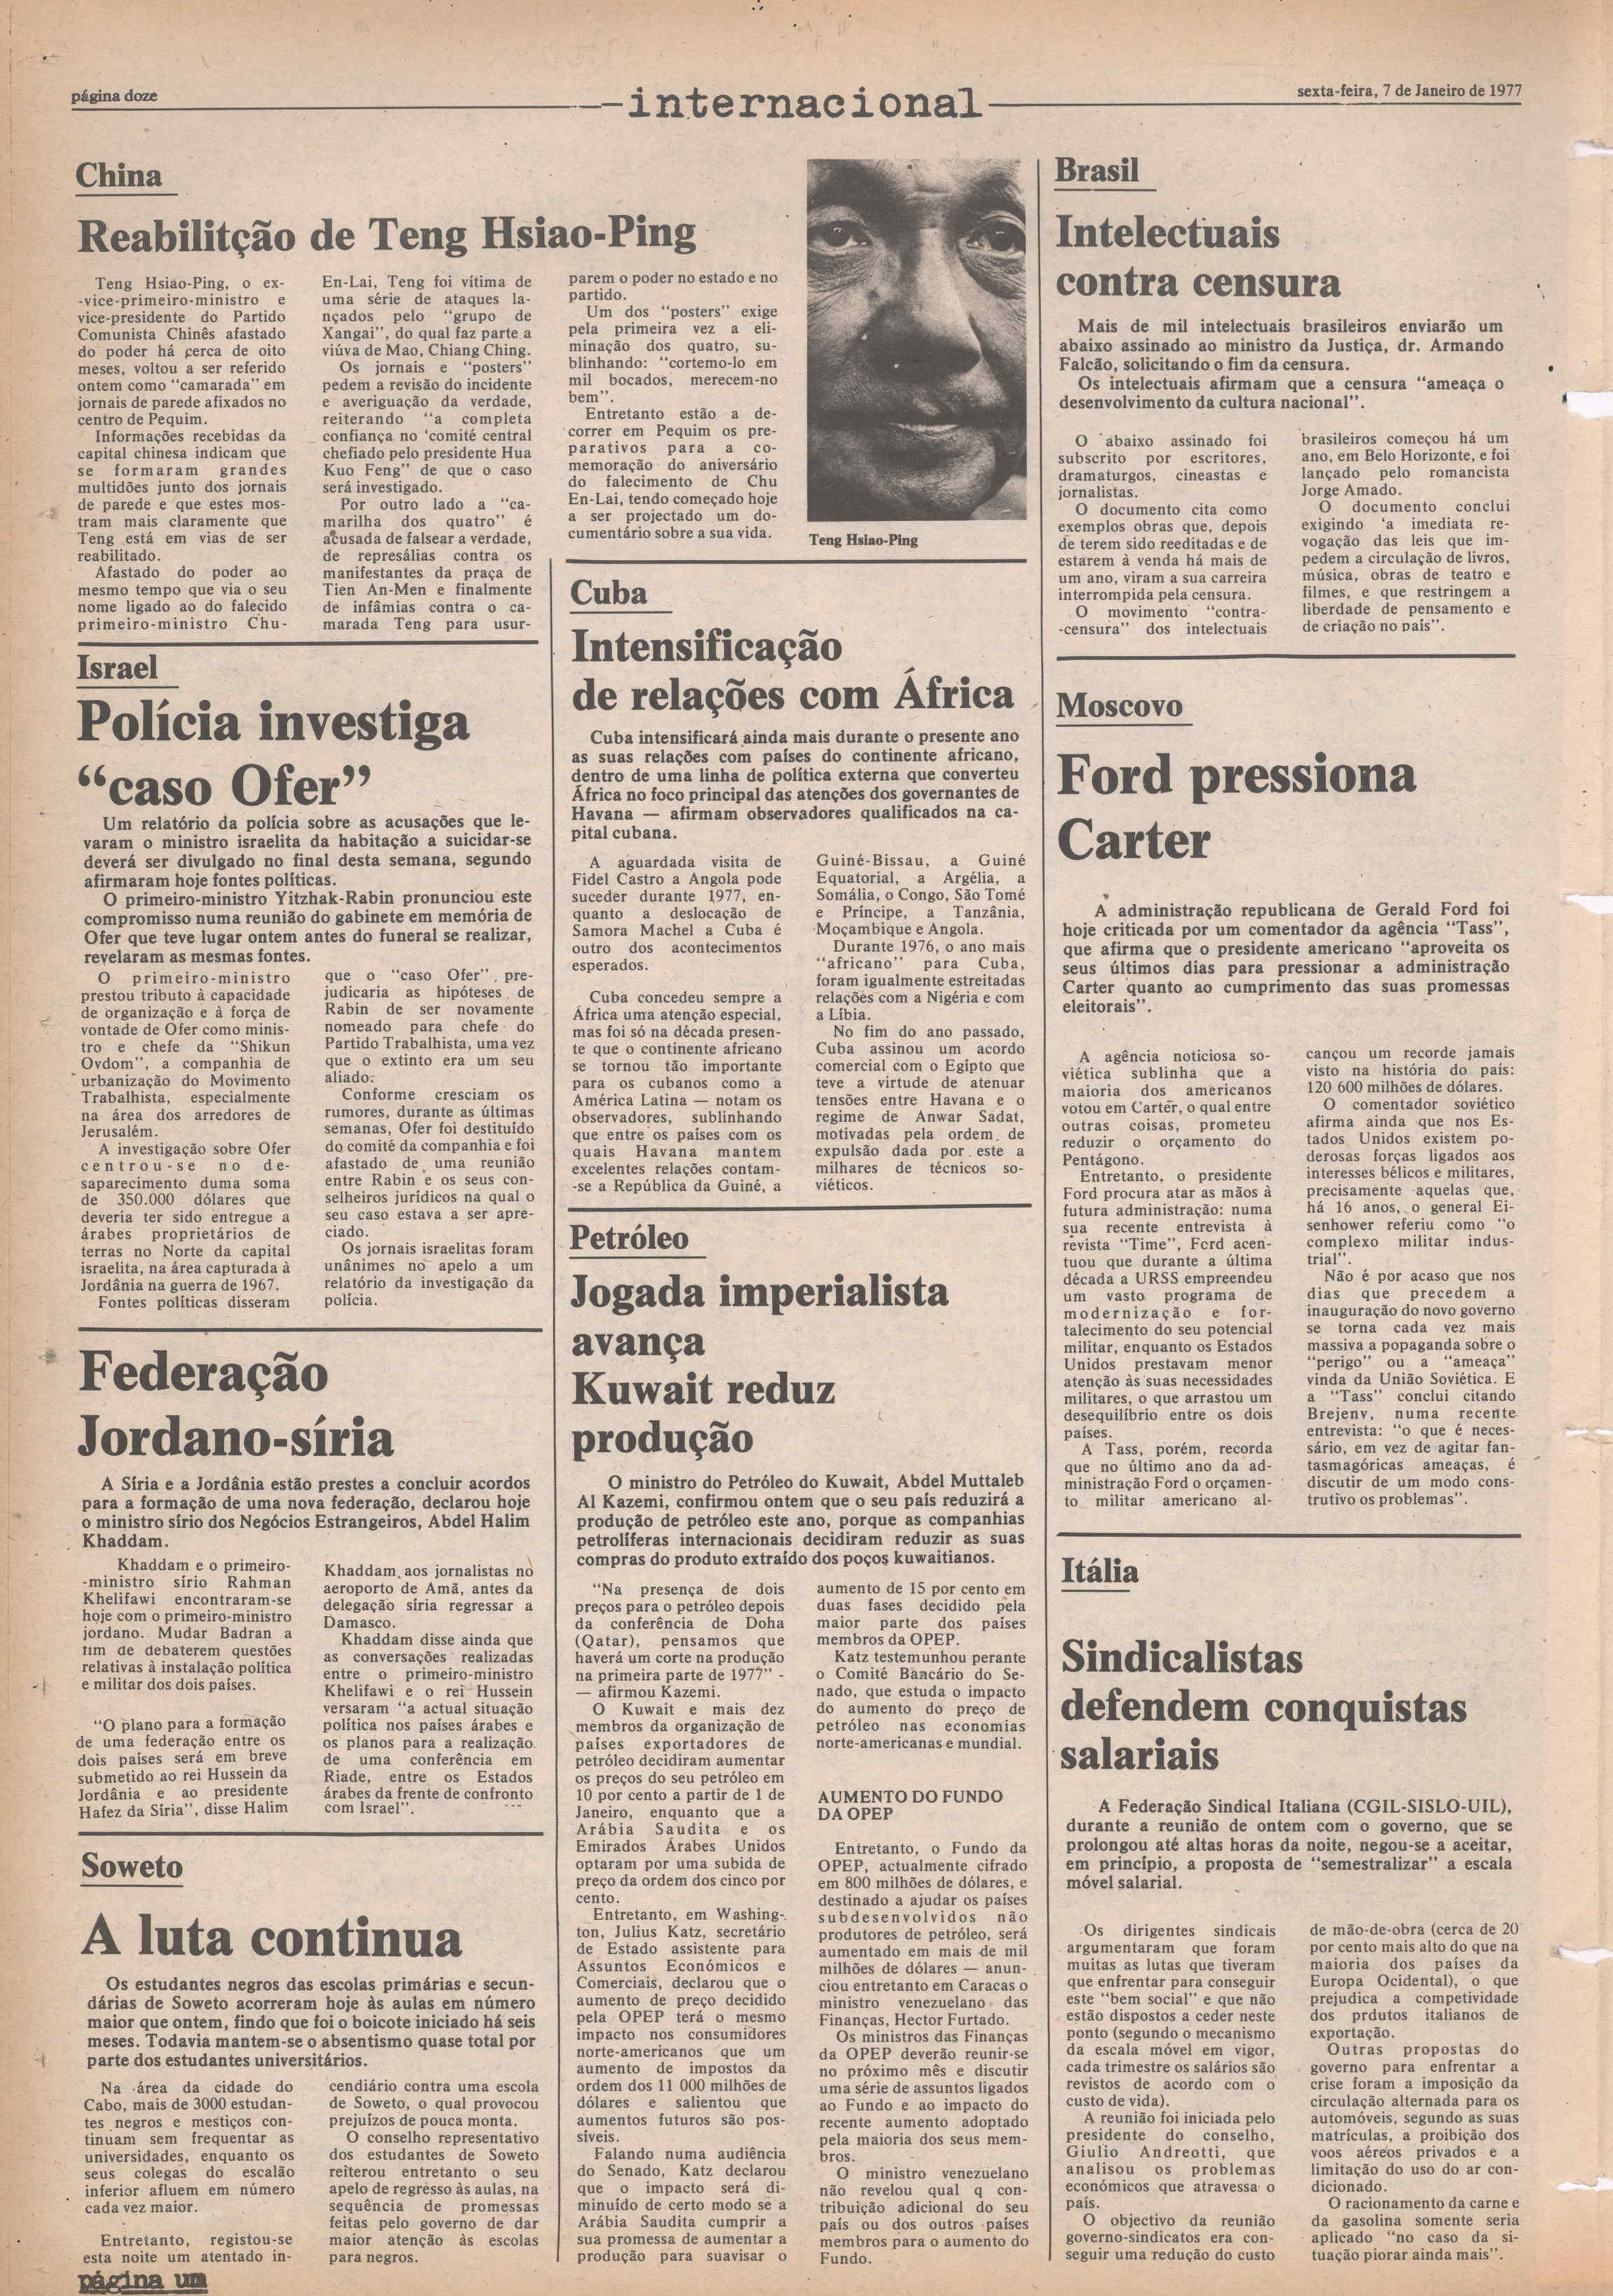 página doze
internacional
sexta-feira, 7 de Janeiro de 1977
China
Reabilitção de Teng Hsiao-Ping
Teng Hsiao-Ping, o ex-
-vice-primeiro-ministro e
vice-presidente do Partido
Comunista Chinês afastado
do poder há cerca de oito
meses, voltou a ser referido
ontem como "camarada" em
jornais de parede afixados no
centro de Pequim.
Informações recebidas da
capital chinesa indicam que
se formaram grandes
multidões junto dos jornais
de parede e que estes mos-
tram mais claramente que
Teng está em vias de ser
reabilitado.
Afastado do poder ao
mesmo tempo que via o seu
nome ligado ao do falecido
primeiro-ministro Chu-
En-Lai, Teng foi vítima de
uma série de ataques la-
nçados pelo "grupo de
Xangai", do qual faz parte a
viúva de Mao, Chiang Ching.
Os jornais e "posters"
pedem a revisão do incidente
e averiguação da verdade,
reiterando "a completa
confiança no 'comité central
chefiado pelo presidente Hua
Kuo Feng" de que o caso
será investigado.
Por outro lado a "ca-
marilha dos quatro" é
acusada de falsear a verdade,
de represálias contra os
manifestantes da praça de
Tien An-Men e finalmente
de infâmias contra o ca-
marada Teng para usur-
parem o poder no estado e no
partido.
Um dos "posters" exige
pela primeira vez a eli-
minação dos quatro, su-
blinhando: "cortemo-lo em
mil bocados, merecem-no
bem".
Entretanto estão a de-
correr em Pequim os pre-
parativos para a co-
memoração do aniversário
do falecimento de Chu
En-Lai, tendo começado hoje
a ser projectado um do-
cumentário sobre a sua vida.
Teng Hsiao-Ping
Israel
Polícia investiga
"caso Ofer"
Um relatório da polícia sobre as acusações que le-
varam o ministro israelita da habitação a suicidar-se
deverá ser divulgado no final desta semana, segundo
afirmaram hoje fontes políticas.
O primeiro-ministro Yitzhak-Rabin pronunciou este
compromisso numa reunião do gabinete em memória de
Ofer que teve lugar ontem antes do funeral se realizar,
revelaram as mesmas fontes.
O primeiro-ministro
prestou tributo à capacidade
de organização e à força de
vontade de Ofer como minis-
tro e chefe da "Shikun
Ovdom", a companhia de
urbanização do Movimento
Trabalhista, especialmente
na área dos arredores de
Jerusalém.
A investigação sobre Ofer
centrou-se no de-
saparecimento duma soma
de 350.000 dólares que
deveria ter sido entregue a
árabes proprietários de
terras no Norte da capital
israelita, na área capturada à
Jordânia na guerra de 1967.
Fontes políticas disseram
que o "caso Ofer" pre-
judicaria as hipóteses de
Rabin de ser novamente
nomeado para chefe do
Partido Trabalhista, uma vez
que o extinto era um seu
aliado.
Conforme cresciam os
rumores, durante as últimas
semanas, Ofer foi destituído
do comité da companhia e foi
afastado de uma reunião
entre Rabin e os seus con-
selheiros jurídicos na qual o
seu caso estava a ser apre-
ciado.
Os jornais israelitas foram
unânimes no apelo a um
relatório da investigação da
polícia.
Federação
Jordano-síria
A Síria e a Jordânia estão prestes a concluir acordos
para a formação de uma nova federação, declarou hoje
o ministro sírio dos Negócios Estrangeiros, Abdel Halim
Khaddam.
Khaddam e o primeiro-
-ministro sírio Rahman
Khelifawi encontraram-se
hoje com o primeiro-ministro
jordano. Mudar Badran a
fim de debaterem questões
relativas à instalação política
e militar dos dois países.
"O plano para a formação
de uma federação entre os
dois países será em breve
submetido ao rei Hussein da
Jordânia e ao presidente
Hafez da Síria", disse Halim
Khaddam aos jornalistas no
aeroporto de Amã, antes da
delegação síria regressar a
Damasco.
Khaddam disse ainda que
as conversações realizadas
entre o primeiro-ministro
Khelifawi e o rei Hussein
versaram "a actual situação
política nos países árabes e
os planos para a realização
de uma conferência em
Riade, entre os Estados
árabes da frente de confronto
com Israel".
Soweto
A luta continua
Os estudantes negros das escolas primárias e secun-
dárias de Soweto acorreram hoje às aulas em número
maior que ontem, findo que foi o boicote iniciado há seis
meses. Todavia mantem-se o absentismo quase total por
parte dos estudantes universitários.
Na área da cidade do
Cabo, mais de 3000 estudan-
tes negros e mestiços con-
tinuam sem frequentar as
universidades, enquanto os
seus colegas do escalão
inferior afluem em número
cada vez maior.
Entretanto, registou-se
esta noite um atentado in-
cendiário contra uma escola
de Soweto, o qual provocou
prejuízos de pouca monta.
O conselho representativo
dos estudantes de Soweto
reiterou entretanto o seu
apelo de regresso às aulas, na
sequência de promessas
feitas pelo governo de dar
maior atenção às escolas
para negros.
página um
Cuba
Intensificação
de relações com África
Cuba intensificará ainda mais durante o presente ano
as suas relações com países do continente africano,
dentro de uma linha de política externa que converteu
África no foco principal das atenções dos governantes de
Havana — afirmam observadores qualificados na ca-
pital cubana.
A aguardada visita de
Fidel Castro a Angola pode
suceder durante 1977, en-
quanto a deslocação de
Samora Machel a Cuba é
outro dos acontecimentos
esperados.
Cuba concedeu sempre a
África uma atenção especial,
mas foi só na década presen-
te que o continente africano
se tornou tão importante
para os cubanos como a
América Latina — notam os
observadores, sublinhando
que entre os países com os
quais Havana mantem
excelentes relações contam-
-se a República da Guiné, a
Guiné-Bissau, a Guiné
Equatorial, a Argélia, a
Somália, o Congo, São Tomé
e Príncipe, a Tanzânia,
Moçambique e Angola.
Durante 1976, o ano mais
"africano" para Cuba,
foram igualmente estreitadas
relações com a Nigéria e com
a Líbia.
No fim do ano passado,
Cuba assinou um acordo
comercial com o Egipto que
teve a virtude de atenuar
tensões entre Havana e o
regime de Anwar Sadat,
motivadas pela ordem de
expulsão dada por este a
milhares de técnicos so-
viéticos.
Petróleo
Jogada imperialista
avança
Kuwait reduz
produção
O ministro do Petróleo do Kuwait, Abdel Muttaleb
Al Kazemi, confirmou ontem que o seu país reduzirá a
produção de petróleo este ano, porque as companhias
petrolíferas internacionais decidiram reduzir as suas
compras do produto extraído dos poços kuwaitianos.
"Na presença de dois
preços para o petróleo depois
da conferência de Doha
(Qatar), pensamos que
haverá um corte na produção
na primeira parte de 1977" -
— afirmou Kazemi.
O Kuwait e mais dez
membros da organização de
países exportadores de
petróleo decidiram aumentar
os preços do seu petróleo em
10 por cento a partir de 1 de
Janeiro, enquanto que a
Arábia Saudita e os
Emirados Árabes Unidos
optaram por uma subida de
preço da ordem dos cinco por
cento.
Entretanto, em Washing-
ton, Julius Katz, secretário
de Estado assistente para
Assuntos Económicos e
Comerciais, declarou que o
aumento de preço decidido
pela OPEP terá o mesmo
impacto nos consumidores
norte-americanos que um
aumento de impostos da
ordem dos 11 000 milhões de
dólares e salientou que
aumentos futuros são pos-
síveis.
Falando numa audiência
do Senado, Katz declarou
que o impacto será di-
minuído de certo modo se a
Arábia Saudita cumprir a
sua promessa de aumentar a
produção para suavisar o
aumento de 15 por cento em
duas fases decidido pela
maior parte dos países
membros da OPEP.
Katz testemunhou perante
o Comité Bancário do Se-
nado, que estuda o impacto
do aumento do preço de
petróleo nas economias
norte-americanas e mundial.
AUMENTO DO FUNDO
DA OPEP
Entretanto, o Fundo da
OPEP, actualmente cifrado
em 800 milhões de dólares, e
destinado a ajudar os países
subdesenvolvidos não
produtores de petróleo, será
aumentado em mais de mil
milhões de dólares — anun-
ciou entretanto em Caracas o
ministro venezuelano das
Finanças, Hector Furtado.
Os ministros das Finanças
da OPEP deverão reunir-se
no próximo mês e discutir
uma série de assuntos ligados
ao Fundo e ao impacto do
recente aumento adoptado
pela maioria dos seus mem-
bros.
O ministro venezuelano
não revelou qual q con-
tribuição adicional do seu
país ou dos outros países
membros para o aumento do
Fundo.
Brasil
Intelectuais
contra censura
Mais de mil intelectuais brasileiros enviarão um
abaixo assinado ao ministro da Justiça, dr. Armando
Falcão, solicitando o fim da censura.
Os intelectuais afirmam que a censura "ameaça o
desenvolvimento da cultura nacional".
O abaixo assinado foi
subscrito por escritores,
dramaturgos, cineastas e
jornalistas.
O documento cita como
exemplos obras que, depois
de terem sido reeditadas e de
estarem à venda há mais de
um ano, viram a sua carreira
interrompida pela censura.
O movimento "contra-
-censura" dos intelectuais
brasileiros começou há um
ano, em Belo Horizonte, e foi
lançado pelo romancista
Jorge Amado.
O documento conclui
exigindo 'a imediata re-
vogação das leis que im-
pedem a circulação de livros,
música, obras de teatro e
filmes, e que restringem a
liberdade de pensamento e
de criação no país".
Moscovo
Ford pressiona
Carter
A administração republicana de Gerald Ford foi
hoje criticada por um comentador da agência "Tass",
que afirma que o presidente americano "aproveita os
seus últimos dias para pressionar a administração
Carter quanto ao cumprimento das suas promessas
eleitorais".
A agência noticiosa so-
viética sublinha que a
maioria dos americanos
votou em Carter, o qual entre
outras coisas, prometeu
reduzir o orçamento do
Pentágono.
Entretanto, o presidente
Ford procura atar as mãos à
futura administração: numa
sua recente entrevista à
revista "Time", Ford acen-
tuou que durante a última
década a URSS empreendeu
um vasto programa de
modernização e for-
talecimento do seu potencial
militar, enquanto os Estados
Unidos prestavam menor
atenção às suas necessidades
militares, o que arrastou um
desequilíbrio entre os dois
países.
A Tass, porém, recorda
que no último ano da ad-
ministração Ford o orçamen-
to militar americano al-
cançou um recorde jamais
visto na história do país:
120 600 milhões de dólares.
O comentador soviético
afirma ainda que nos Es-
tados Unidos existem po-
derosas forças ligados aos
interesses bélicos e militares,
precisamente aquelas que,
há 16 anos, o general Ei-
senhower referiu como "o
complexo militar indus-
trial".
Não é por acaso que nos
dias que precedem a
inauguração do novo governo
se torna cada vez mais
massiva a propaganda sobre o
"perigo" ou a "ameaça"
vinda da União Soviética. E
a "Tass" conclui citando
Brejenv, numa recente
entrevista: "o que é neces-
sário, em vez de agitar fan-
tasmagóricas ameaças, é
discutir de um modo cons-
trutivo os problemas".
Itália
Sindicalistas
defendem conquistas
salariais
A Federação Sindical Italiana (CGIL-SISLO-UIL),
durante a reunião de ontem com o governo, que se
prolongou até altas horas da noite, negou-se a aceitar,
em princípio, a proposta de "semestralizar" a escala
móvel salarial.
Os dirigentes sindicais
argumentaram que foram
muitas as lutas que tiveram
que enfrentar para conseguir
este "bem social" e que não
estão dispostos a ceder neste
ponto (segundo o mecanismo
da escala móvel em vigor,
cada trimestre os salários são
revistos de acordo com o
custo de vida).
A reunião foi iniciada pelo
presidente do conselho,
Giulio Andreotti, que
analisou os problemas
económicos que atravessa o
país.
O objectivo da reunião
governo-sindicatos era con-
seguir uma redução do custo
de mão-de-obra (cerca de 20
por cento mais alto do que na
maioria dos países da
Europa Ocidental), o que
prejudica a competividade
dos prdutos italianos de
exportação.
Outras propostas do
governo para enfrentar a
crise foram a imposição da
circulação alternada para os
automóveis, segundo as suas
matrículas, a proibição dos
voos aéreos privados e a
limitação do uso do ar con-
dicionado.
O racionamento da carne e
da gasolina somente seria
aplicado "no caso da si-
tuação piorar ainda mais".